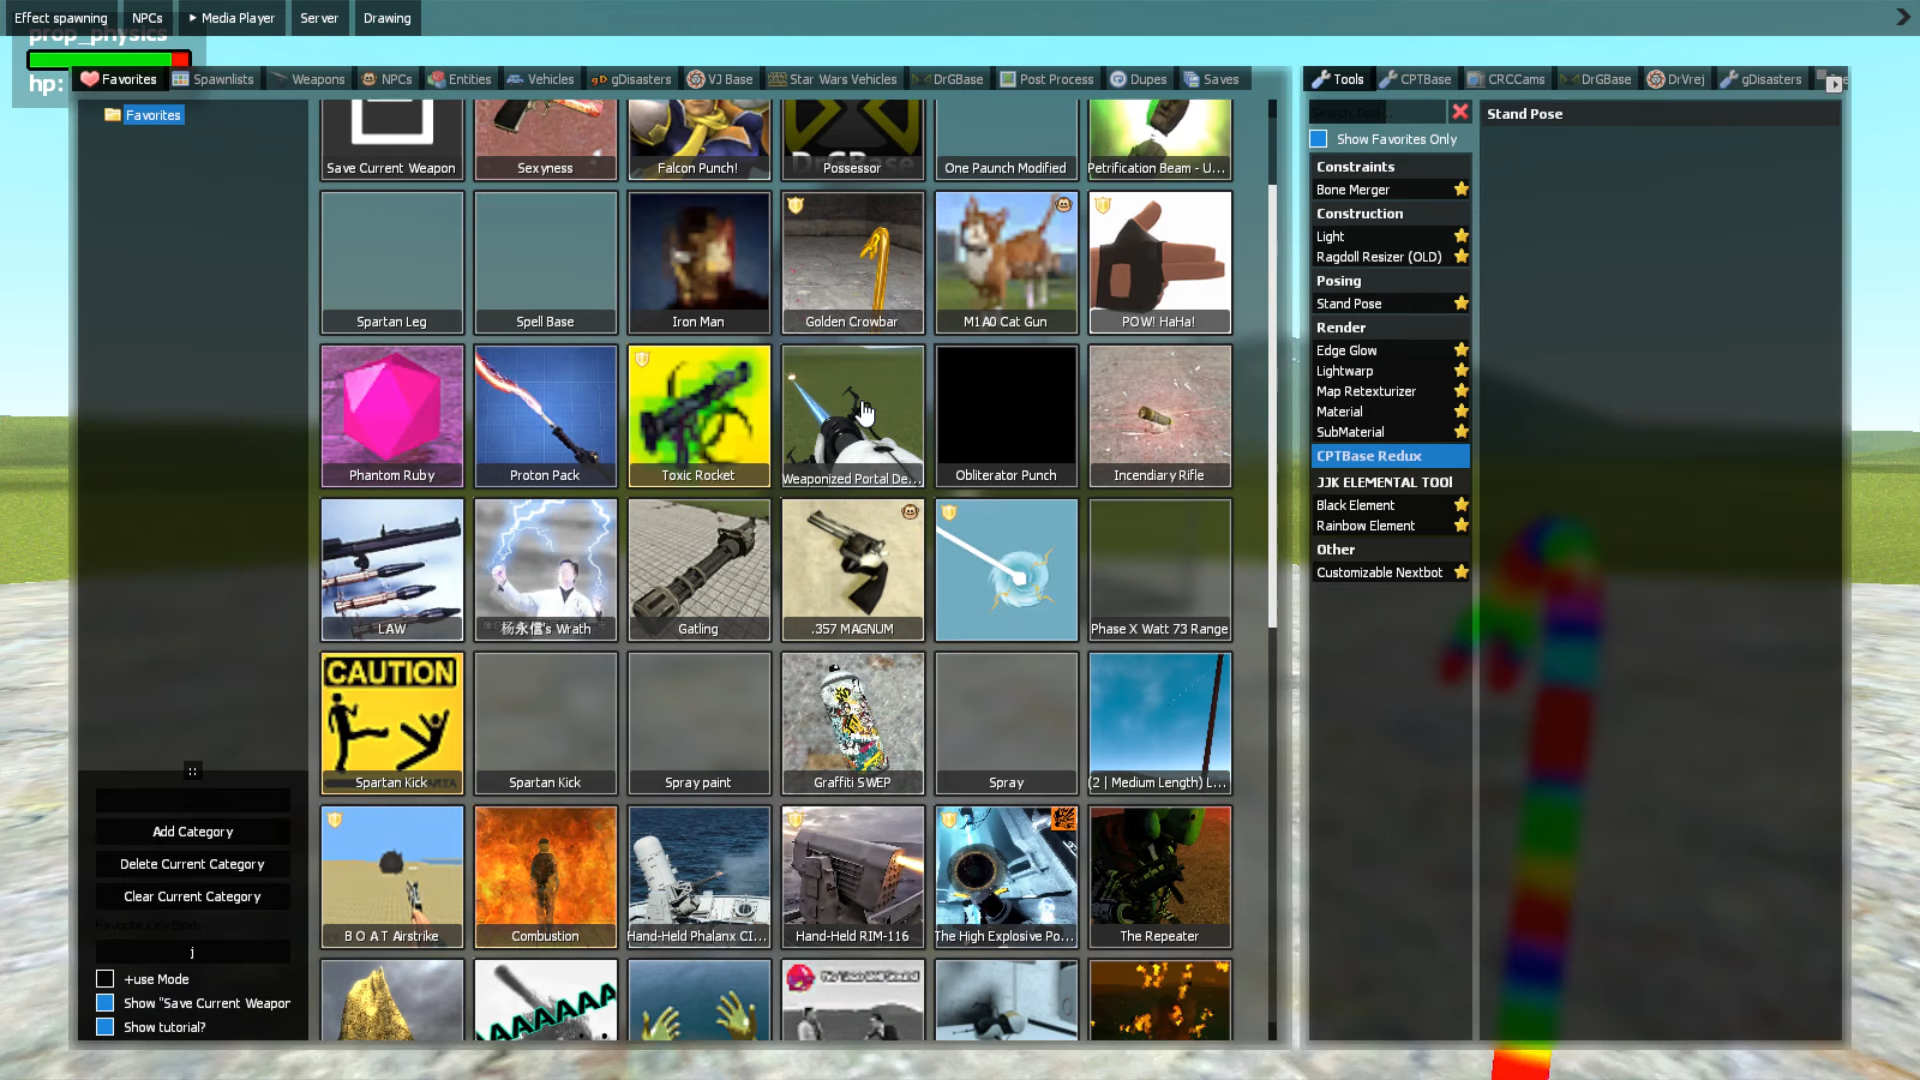 Effect spawning
NPCs
Media Player
Server
Drawing
prop_physics
hp:
Favorites
Spawnlists
Weapons
NPCs
Entities
Vehicles
gDisasters
VJ Base
Star Wars Vehicles
DrGBase
Post Process
Dupes
Saves
Tools
CPTBase
CRCCams
DrGBase
DrVrej
gDisasters
Favorites
Save Current Weapon
Sexyness
Falcon Punch!
DrGBase
Possessor
One Paunch Modified
Petrification Beam - U...
Spartan Leg
Spell Base
Iron Man
Golden Crowbar
M1A0 Cat Gun
POW! HaHa!
Phantom Ruby
Proton Pack
Toxic Rocket
Weaponized Portal De...
Obliterator Punch
Incendiary Rifle
LAW
杨永信's Wrath
Gatling
.357 MAGNUM
Phase X Watt 73 Range
CAUTION
Spartan Kick
Spartan Kick
Spray paint
Graffiti SWEP
Spray
(2 | Medium Length) L...
B O A T Airstrike
Combustion
Hand-Held Phalanx CI...
Hand-Held RIM-116
The High Explosive Po...
The Repeater
AAAAAAA
Add Category
Delete Current Category
Clear Current Category
j
+use Mode
Show "Save Current Weapon
Show tutorial?
Search Tool...
Show Favorites Only
Constraints
Bone Merger
Construction
Light
Ragdoll Resizer (OLD)
Posing
Stand Pose
Render
Edge Glow
Lightwarp
Map Retexturizer
Material
SubMaterial
CPTBase Redux
JJK ELEMENTAL TOOl
Black Element
Rainbow Element
Other
Customizable Nextbot
Stand Pose